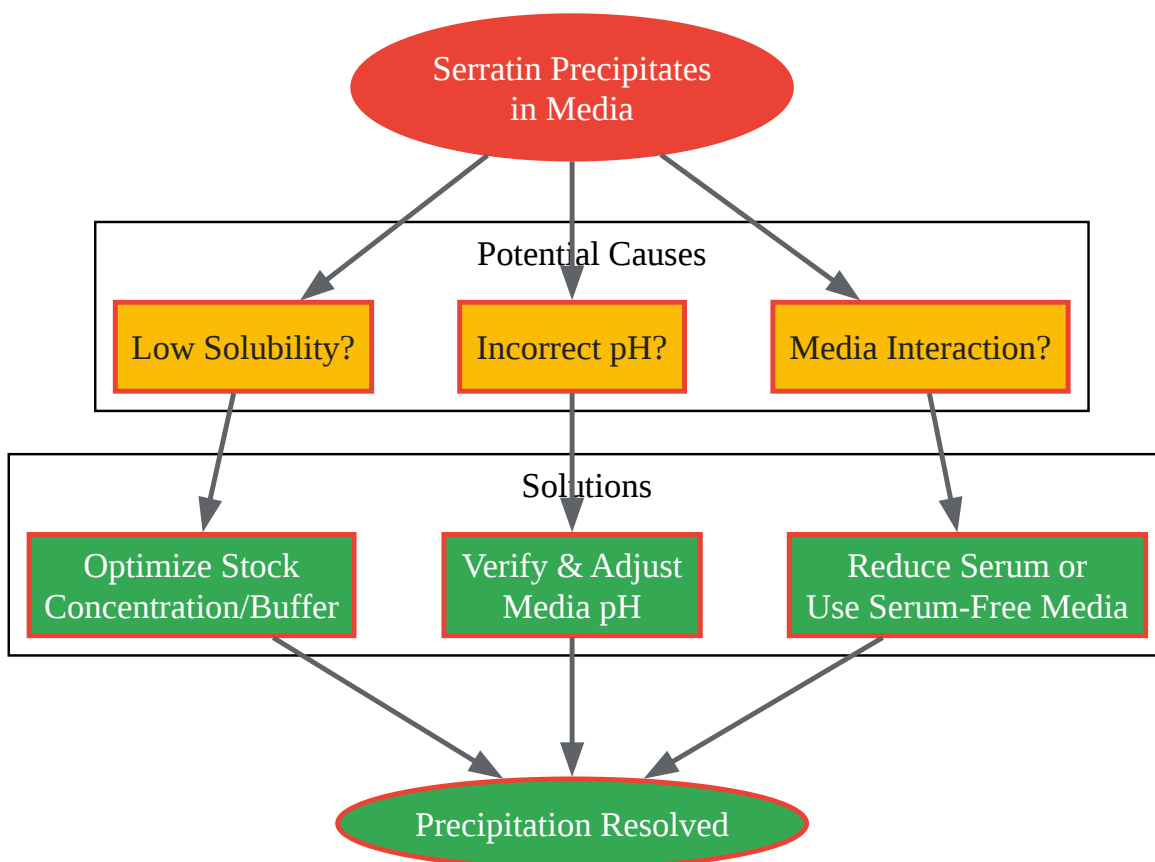 Serratin Precipitates
in Media
Potential Causes
Low Solubility?
Incorrect pH?
Media Interaction?
Solutions
Optimize Stock
Concentration/Buffer
Verify & Adjust
Media pH
Reduce Serum or
Use Serum-Free Media
Precipitation Resolved